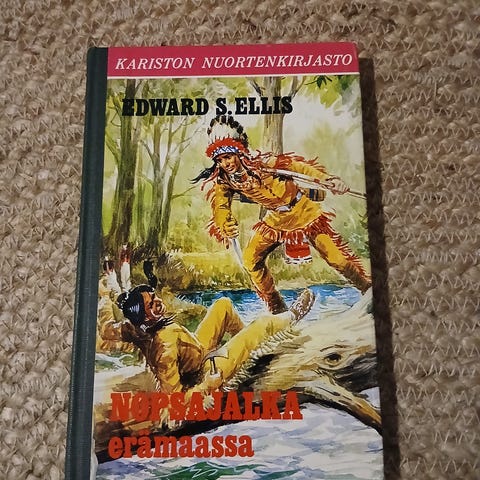 KARISTON NUORTENKIRJASTO
EDWARD S. ELLIS
NOPSAJALKA
erämaassa